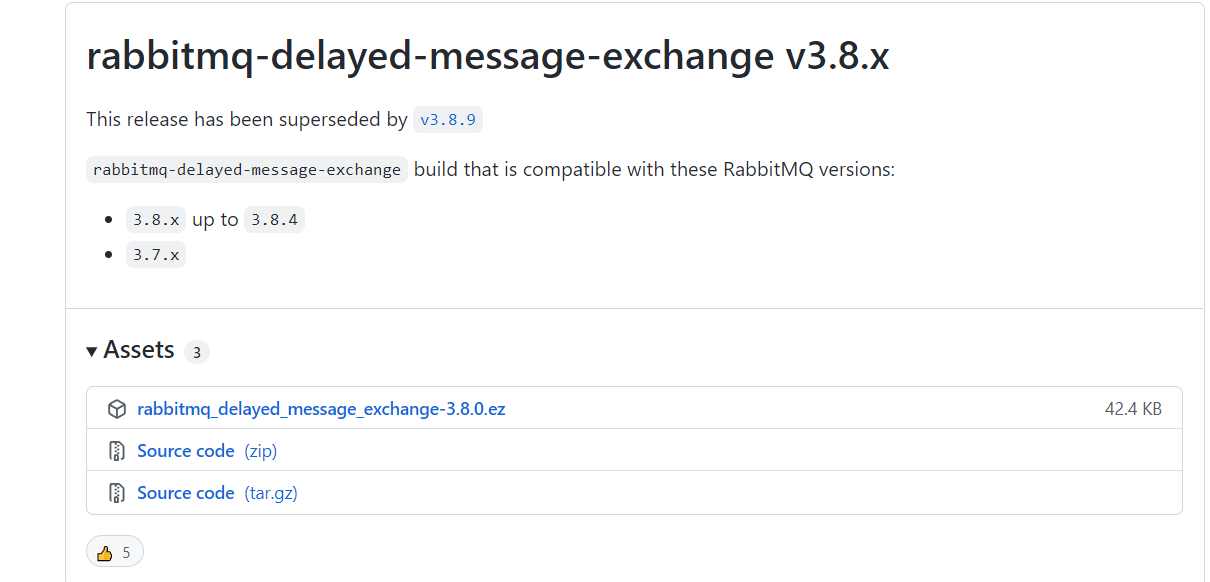 rabbitmq-delayed-message-exchange v3.8.x
This release has been superseded by v3.8.9
rabbitmq-delayed-message-exchange build that is compatible with these RabbitMQ versions:
3.8.x up to 3.8.4
3.7.x
Assets 3
rabbitmq_delayed_message_exchange-3.8.0.ez 42.4 KB
Source code (zip)
Source code (tar.gz)
👍 5